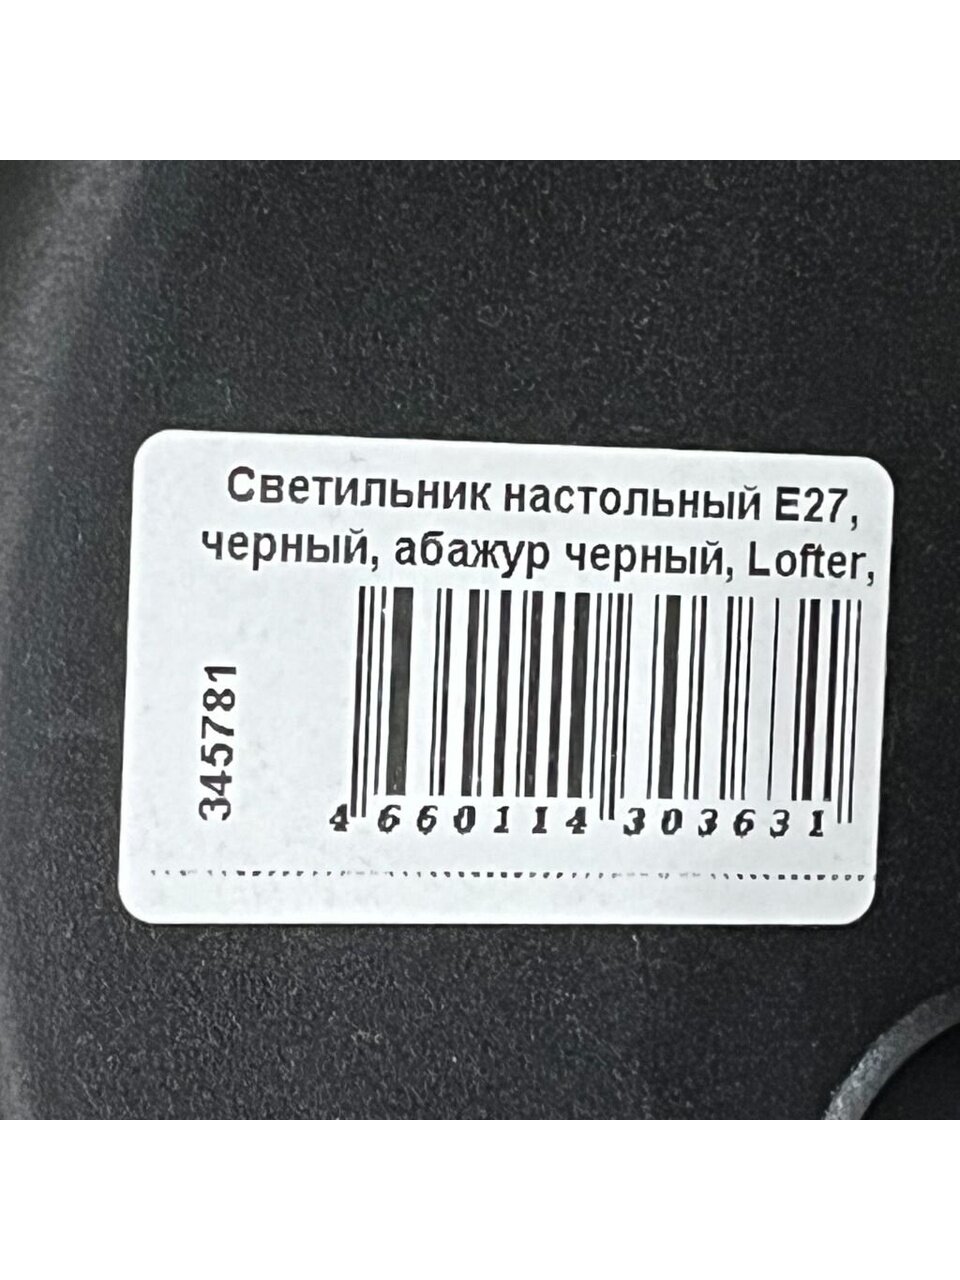 Светильник настольный E27,
черный, абажур черный, Lofter,
345781
4 660114 303631